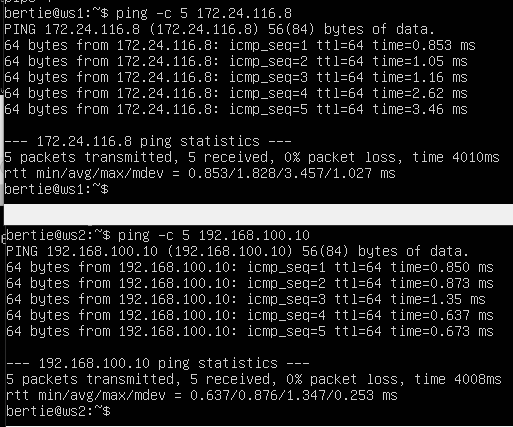 bertie@ws1:~$ ping -c 5 172.24.116.8
PING 172.24.116.8 (172.24.116.8) 56(84) bytes of data.
64 bytes from 172.24.116.8: icmp_seq=1 ttl=64 time=0.853 ms
64 bytes from 172.24.116.8: icmp_seq=2 ttl=64 time=1.05 ms
64 bytes from 172.24.116.8: icmp_seq=3 ttl=64 time=1.16 ms
64 bytes from 172.24.116.8: icmp_seq=4 ttl=64 time=2.62 ms
64 bytes from 172.24.116.8: icmp_seq=5 ttl=64 time=3.46 ms
--- 172.24.116.8 ping statistics ---
5 packets transmitted, 5 received, 0% packet loss, time 4010ms
rtt min/avg/max/mdev = 0.853/1.828/3.457/1.027 ms
bertie@ws1:~$
bertie@ws2:~$ ping -c 5 192.168.100.10
PING 192.168.100.10 (192.168.100.10) 56(84) bytes of data.
64 bytes from 192.168.100.10: icmp_seq=1 ttl=64 time=0.850 ms
64 bytes from 192.168.100.10: icmp_seq=2 ttl=64 time=0.873 ms
64 bytes from 192.168.100.10: icmp_seq=3 ttl=64 time=1.35 ms
64 bytes from 192.168.100.10: icmp_seq=4 ttl=64 time=0.637 ms
64 bytes from 192.168.100.10: icmp_seq=5 ttl=64 time=0.673 ms
--- 192.168.100.10 ping statistics ---
5 packets transmitted, 5 received, 0% packet loss, time 4008ms
rtt min/avg/max/mdev = 0.637/0.876/1.347/0.253 ms
bertie@ws2:~$